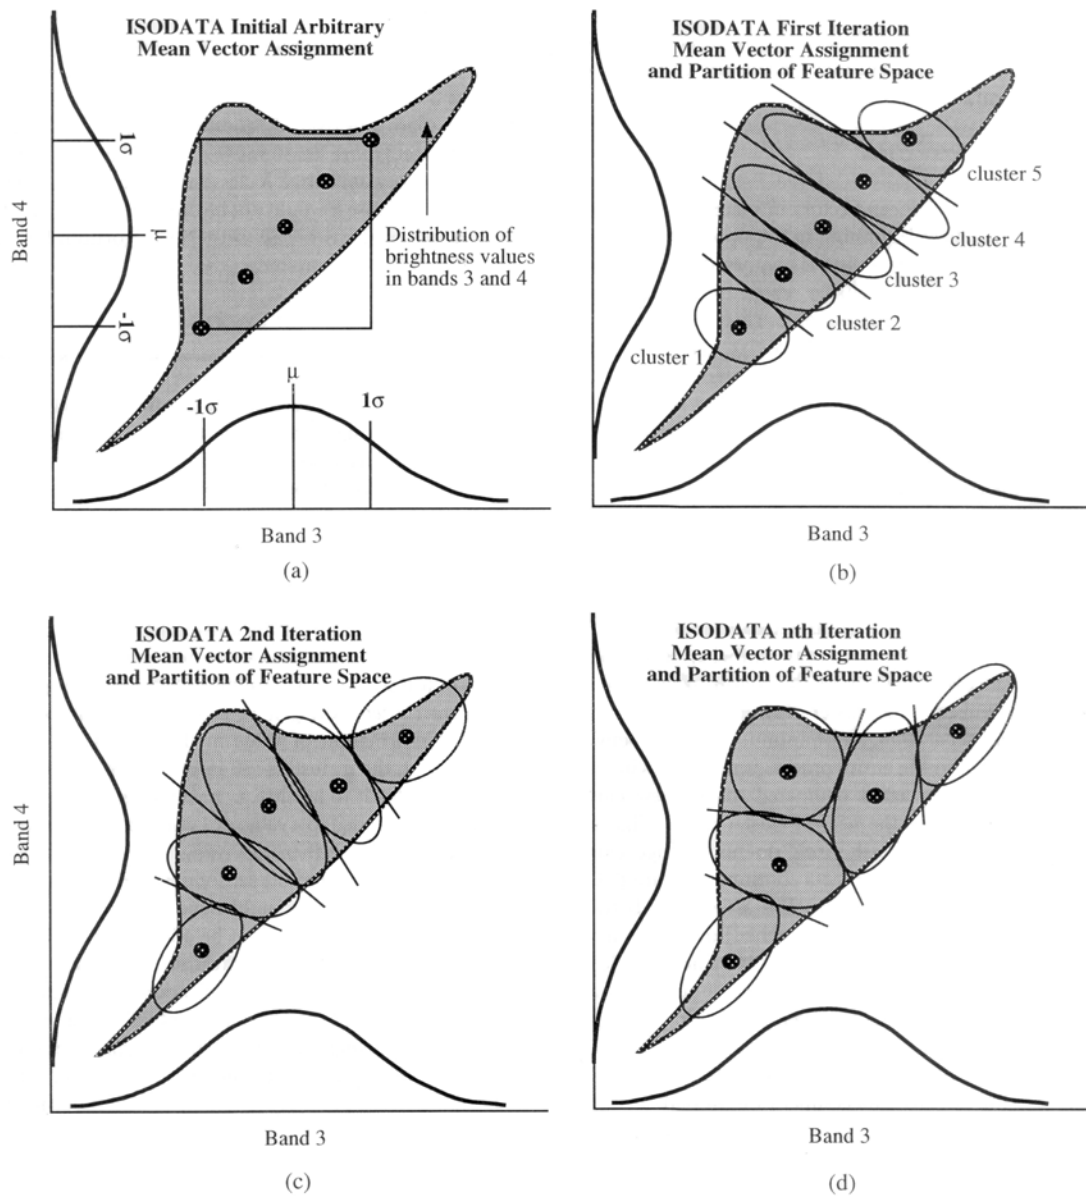 ISODATA Initial Arbitrary
Mean Vector Assignment
1σ
μ
-1σ
Band 4
Distribution of
brightness values
in bands 3 and 4
-1σ
μ
1σ
Band 3
(a)
ISODATA First Iteration
Mean Vector Assignment
and Partition of Feature Space
cluster 5
cluster 4
cluster 3
cluster 2
cluster 1
Band 3
(b)
ISODATA 2nd Iteration
Mean Vector Assignment
and Partition of Feature Space
Band 4
Band 3
(c)
ISODATA nth Iteration
Mean Vector Assignment
and Partition of Feature Space
Band 3
(d)